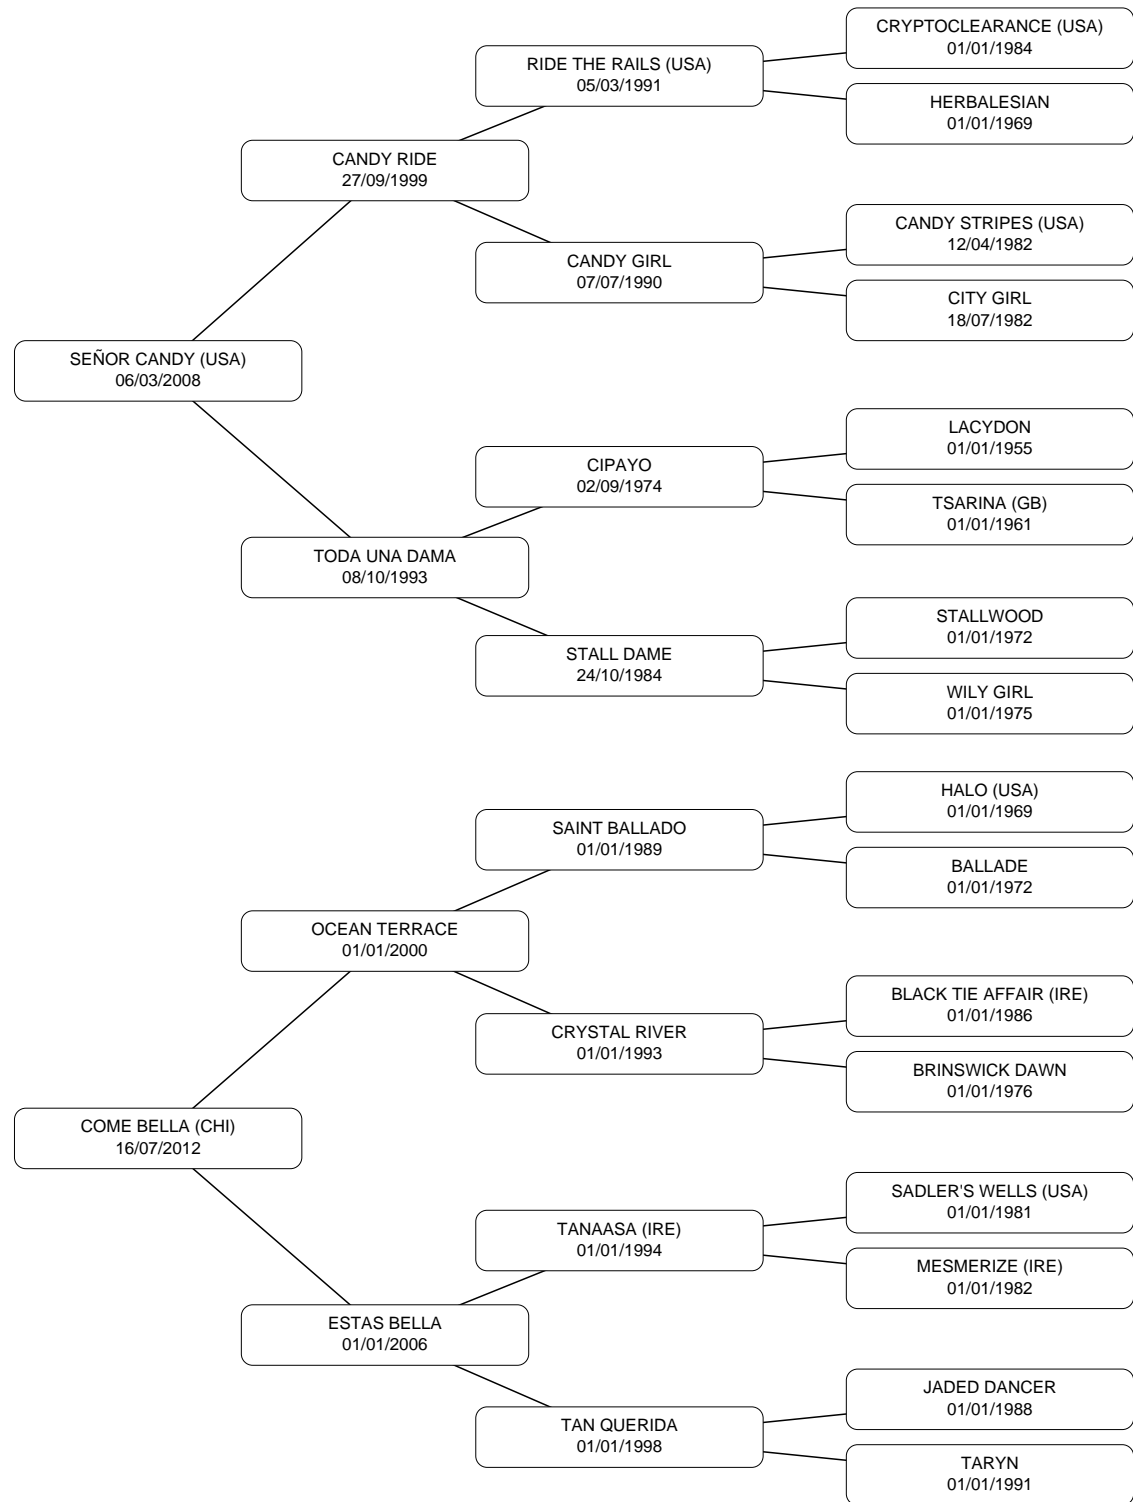 CRYPTOCLEARANCE (USA)
01/01/1984
RIDE THE RAILS (USA)
05/03/1991
HERBALESIAN
01/01/1969
CANDY RIDE
27/09/1999
CANDY STRIPES (USA)
12/04/1982
CANDY GIRL
07/07/1990
CITY GIRL
18/07/1982
SEÑOR CANDY (USA)
06/03/2008
LACYDON
01/01/1955
CIPAYO
02/09/1974
TSARINA (GB)
01/01/1961
TODA UNA DAMA
08/10/1993
STALLWOOD
01/01/1972
STALL DAME
24/10/1984
WILY GIRL
01/01/1975
HALO (USA)
01/01/1969
SAINT BALLADO
01/01/1989
BALLADE
01/01/1972
OCEAN TERRACE
01/01/2000
BLACK TIE AFFAIR (IRE)
01/01/1986
CRYSTAL RIVER
01/01/1993
BRINSWICK DAWN
01/01/1976
COME BELLA (CHI)
16/07/2012
SADLER'S WELLS (USA)
01/01/1981
TANAASA (IRE)
01/01/1994
MESMERIZE (IRE)
01/01/1982
ESTAS BELLA
01/01/2006
JADED DANCER
01/01/1988
TAN QUERIDA
01/01/1998
TARYN
01/01/1991